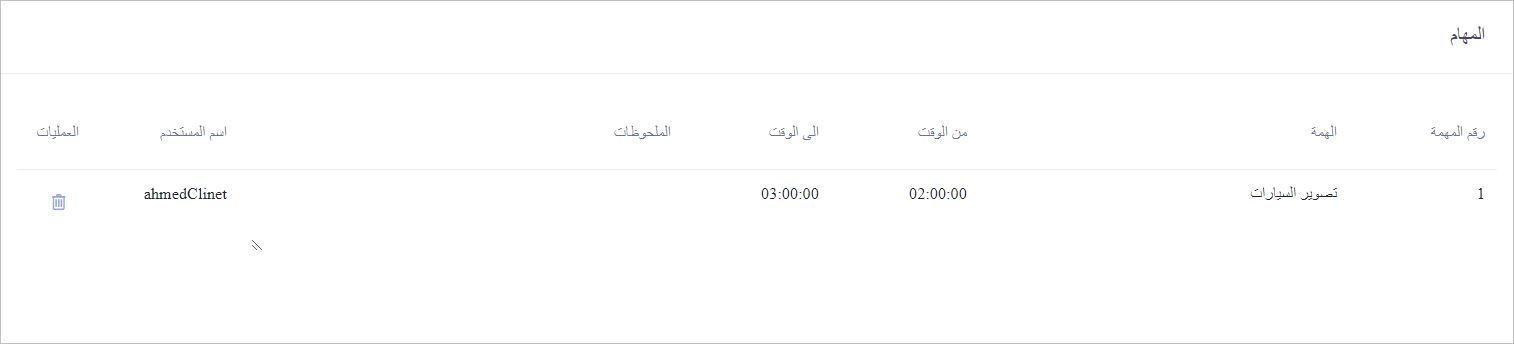 المهام
رقم المهمة الهمة من الوقت الى الوقت الملحوظات اسم المستخدم العمليات
1 تصوير السيارات 02:00:00 03:00:00 ahmedClinet